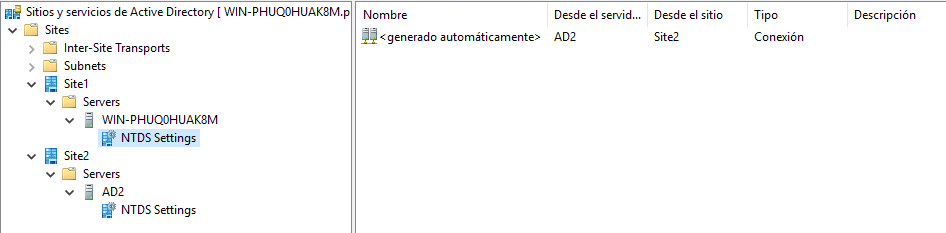 Sitios y servicios de Active Directory [ WIN-PHUQ0HUAK8M.p
Sites
Inter-Site Transports
Subnets
Site1
Servers
WIN-PHUQ0HUAK8M
NTDS Settings
Site2
Servers
AD2
NTDS Settings
Nombre Desde el servid... Desde el sitio Tipo Descripción
<generado automáticamente> AD2 Site2 Conexión